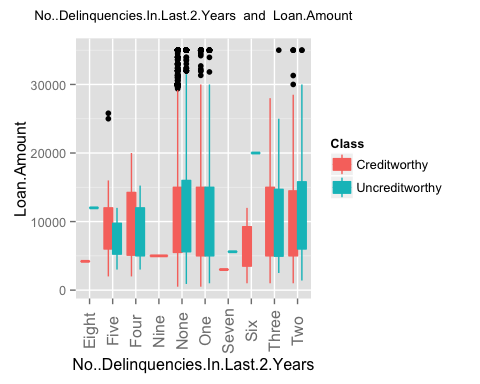 No..Delinquencies.In.Last.2.Years and Loan.Amount
30000
20000
10000
0
Loan.Amount
Eight
Five
Four
Nine
None
One
Seven
Six
Three
Two
No..Delinquencies.In.Last.2.Years
Class
Creditworthy
Uncreditworthy